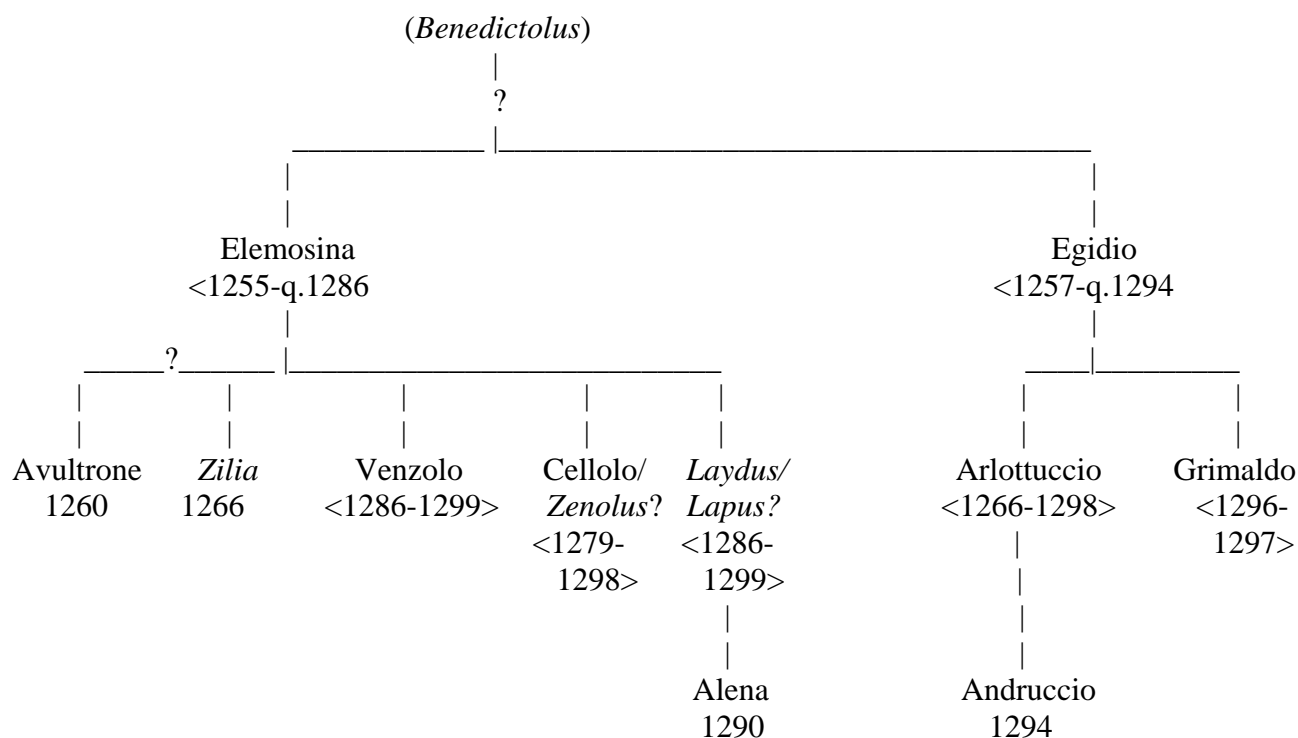 (Benedictolus)
?
Elemosina Egidio
<1255-q.1286 <1257-q.1294
?
Avultrone Zilia Venzolo Cellolo/ Laydus/ Arlottuccio Grimaldo
1260 1266 <1286-1299> Zenolus? Lapus? <1266-1298> <1296-
<1279- <1286- 1297>
1298> 1299>
Alena Andruccio
1290 1294